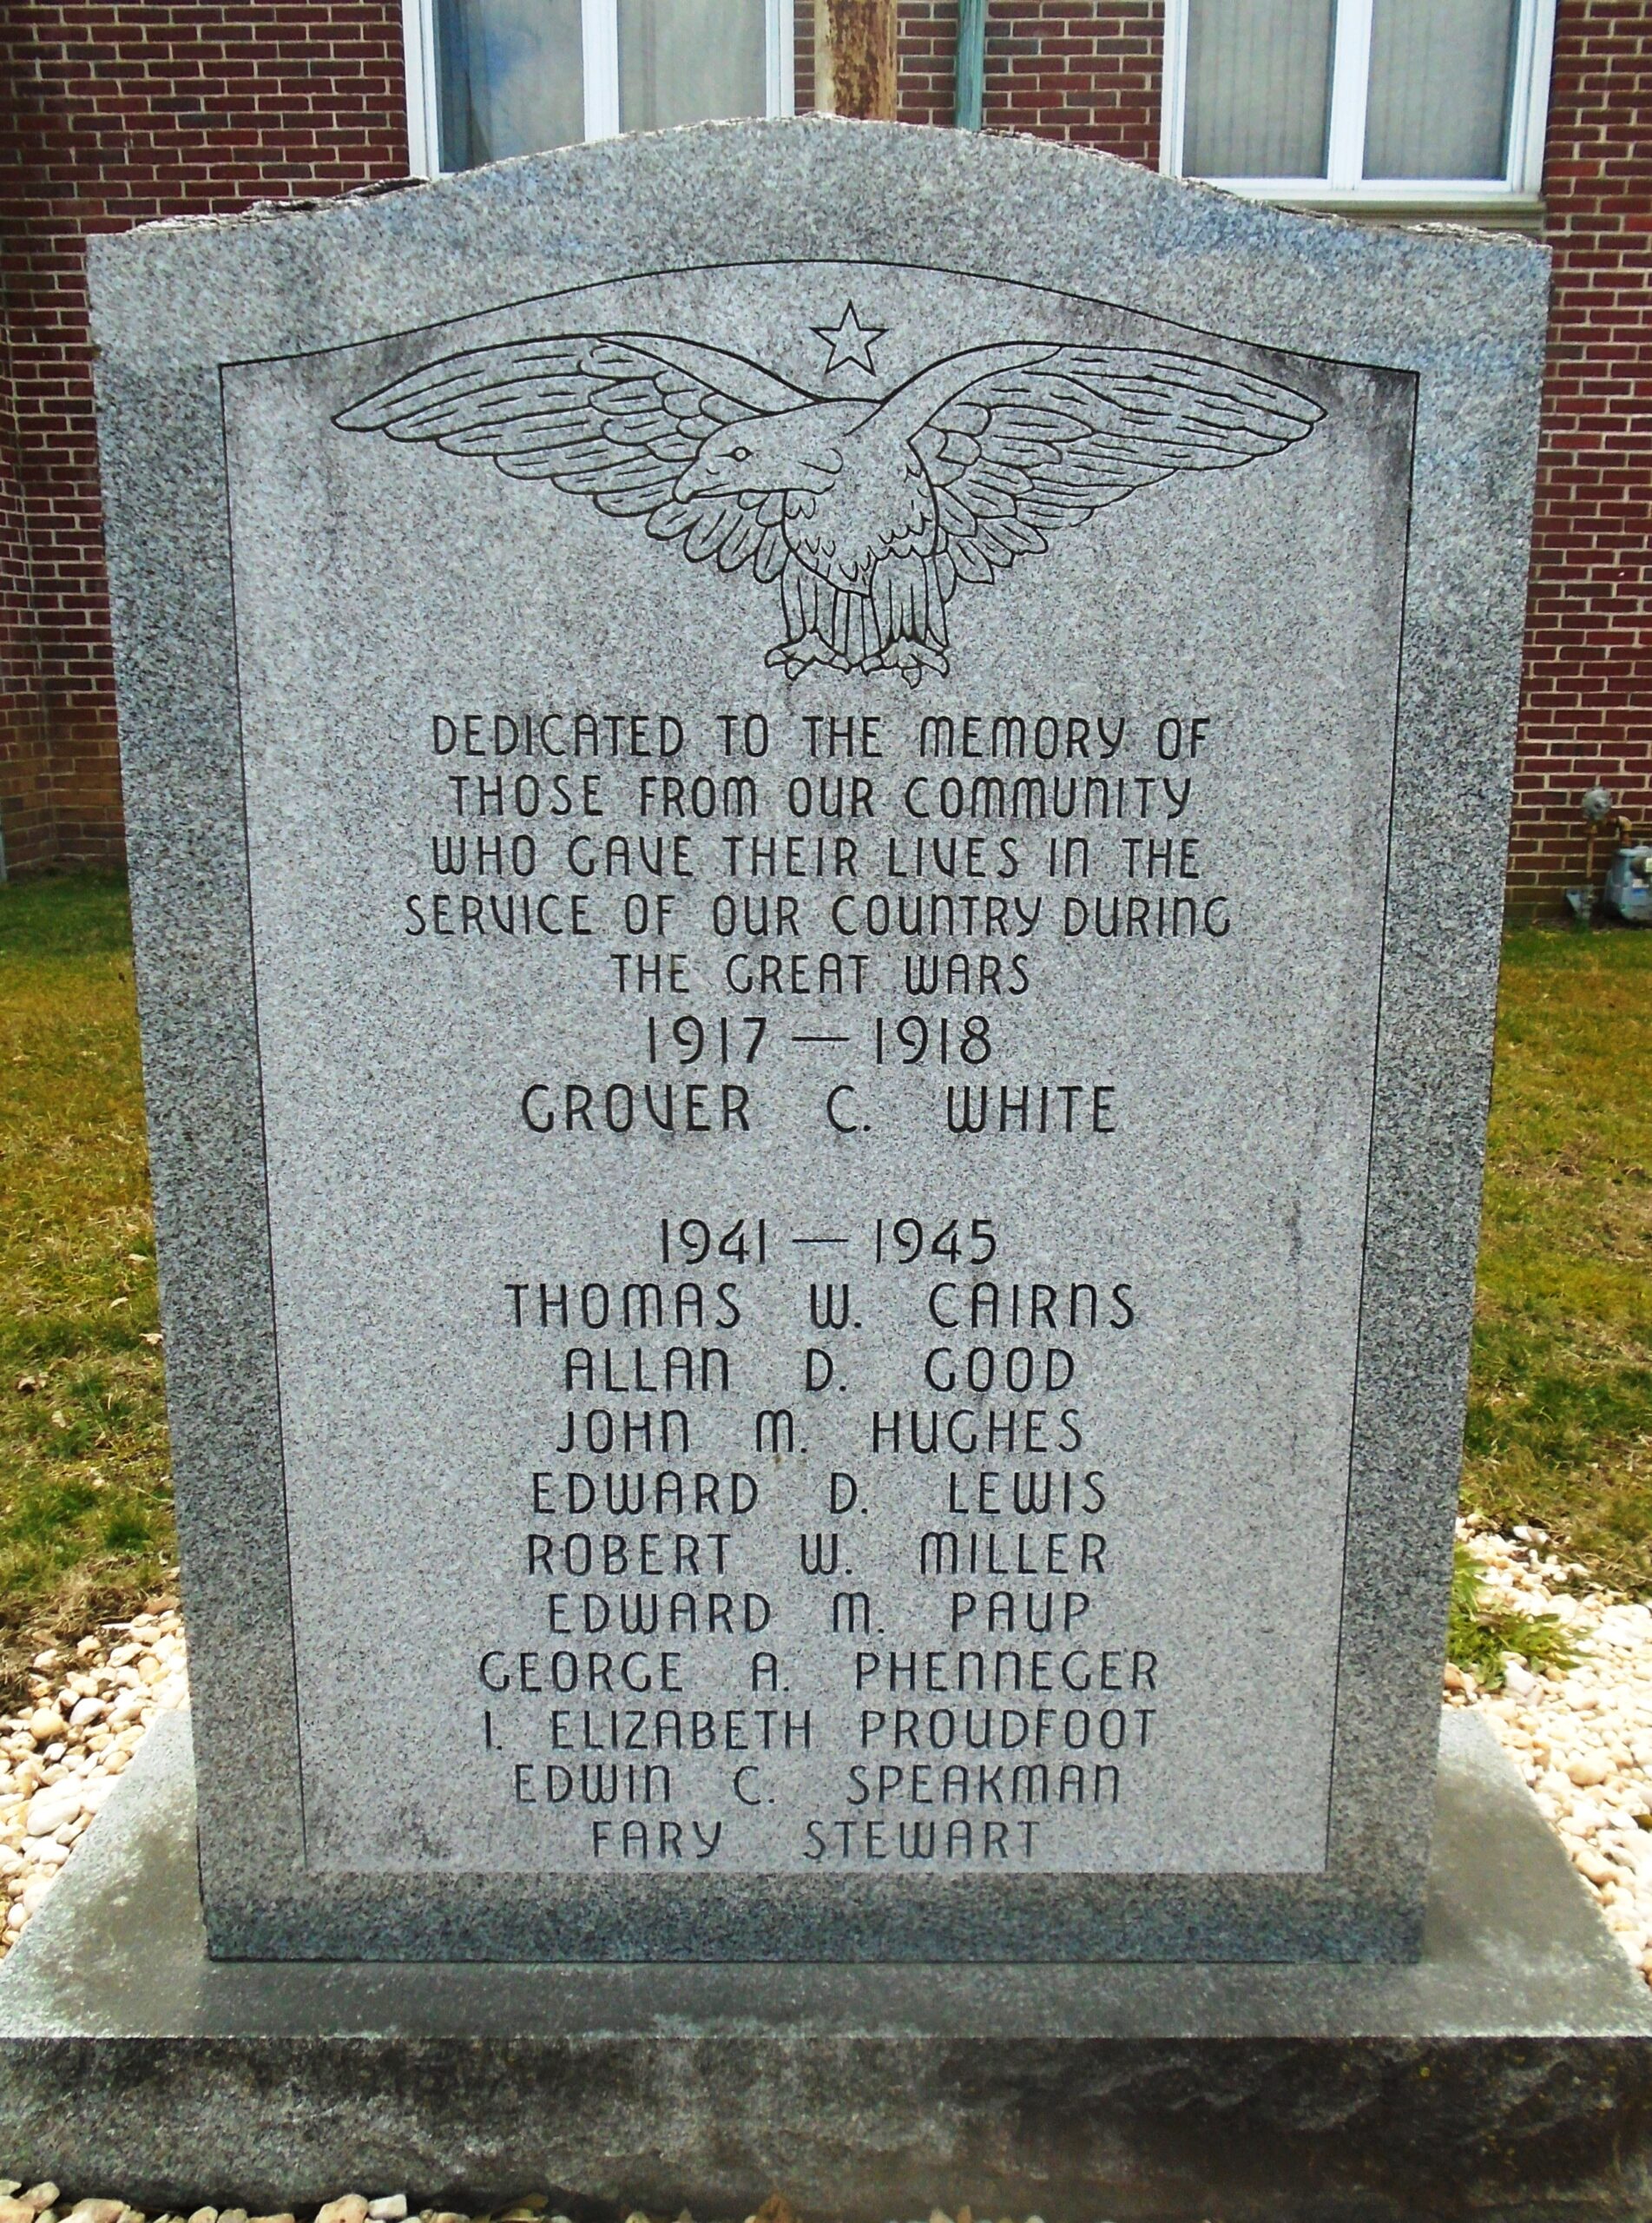 DEDICATED TO THE MEMORY OF
THOSE FROM OUR COMMUNITY
WHO GAVE THEIR LIVES IN THE
SERVICE OF OUR COUNTRY DURING
THE GREAT WARS
1917 — 1918
GROVER C. WHITE
1941 — 1945
THOMAS W. CAIRNS
ALLAN D. GOOD
JOHN M. HUGHES
EDWARD D. LEWIS
ROBERT W. MILLER
EDWARD M. PAUP
GEORGE A. PHENNEGER
I. ELIZABETH PROUDFOOT
EDWIN C. SPEAKMAN
FARY STEWART